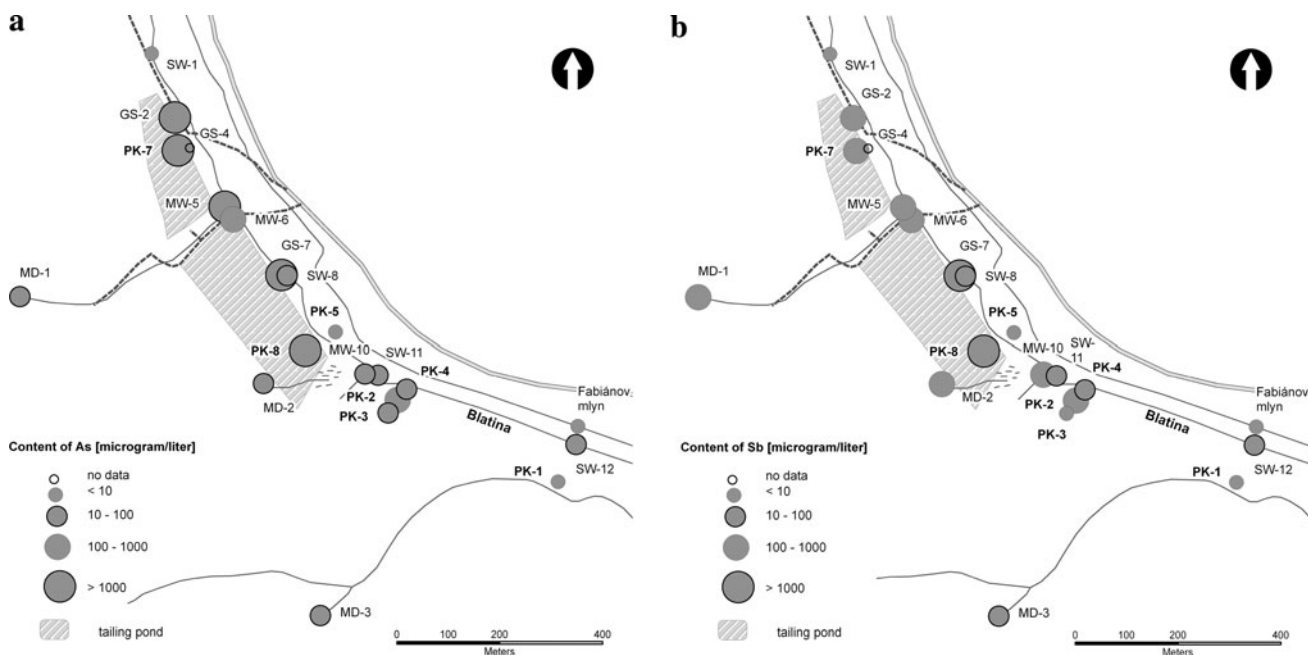 a
SW-1
GS-2
GS-4
PK-7
MW-5
MW-6
GS-7
SW-8
MD-1
PK-5
PK-8
MW-10
SW-11
PK-4
MD-2
PK-2
PK-3
Blatina
Fabiánov
mlyn
SW-12
PK-1
MD-3
Content of As [microgram/liter]
no data
< 10
10 - 100
100 - 1000
> 1000
tailing pond
0 100 200 400
Meters
b
SW-1
GS-2
GS-4
PK-7
MW-5
MW-6
GS-7
SW-8
MD-1
PK-5
PK-8
MW-10
SW-
11
PK-4
MD-2
PK-2
PK-3
Blatina
Fabiánov
mlyn
SW-12
PK-1
MD-3
Content of Sb [microgram/liter]
no data
< 10
10 - 100
100 - 1000
> 1000
tailing pond
0 100 200 400
Meters